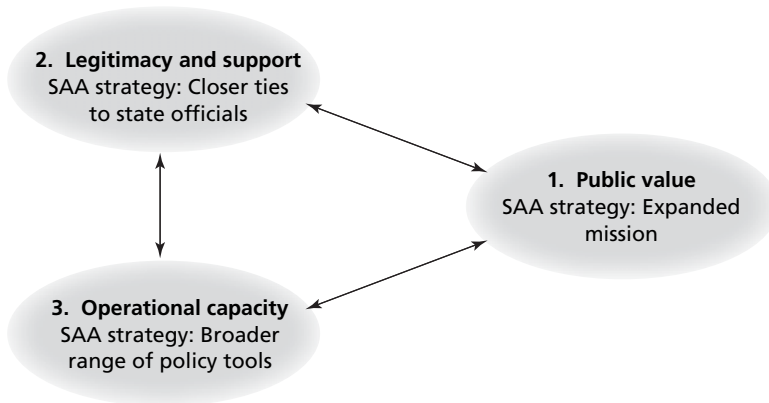 2. Legitimacy and support
SAA strategy: Closer ties
to state officials
1. Public value
SAA strategy: Expanded
mission
3. Operational capacity
SAA strategy: Broader
range of policy tools